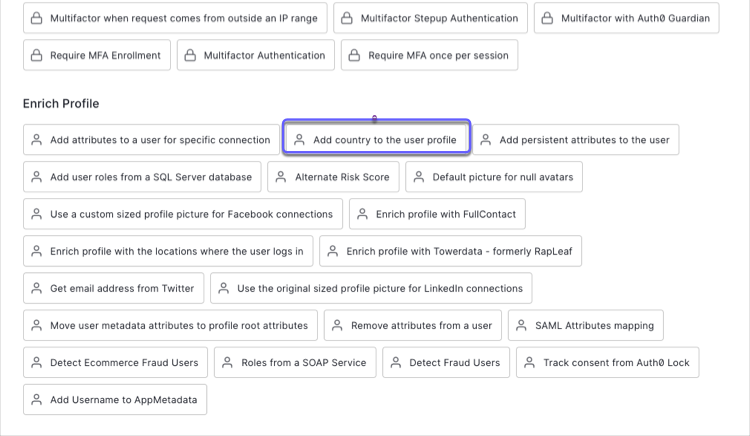 Multifactor when request comes from outside an IP range Multifactor Stepup Authentication Multifactor with Auth0 Guardian
Require MFA Enrollment Multifactor Authentication Require MFA once per session
Enrich Profile
Add attributes to a user for specific connection Add country to the user profile Add persistent attributes to the user
Add user roles from a SQL Server database Alternate Risk Score Default picture for null avatars
Use a custom sized profile picture for Facebook connections Enrich profile with FullContact
Enrich profile with the locations where the user logs in Enrich profile with Towerdata - formerly RapLeaf
Get email address from Twitter Use the original sized profile picture for LinkedIn connections
Move user metadata attributes to profile root attributes Remove attributes from a user SAML Attributes mapping
Detect Ecommerce Fraud Users Roles from a SOAP Service Detect Fraud Users Track consent from Auth0 Lock
Add Username to AppMetadata